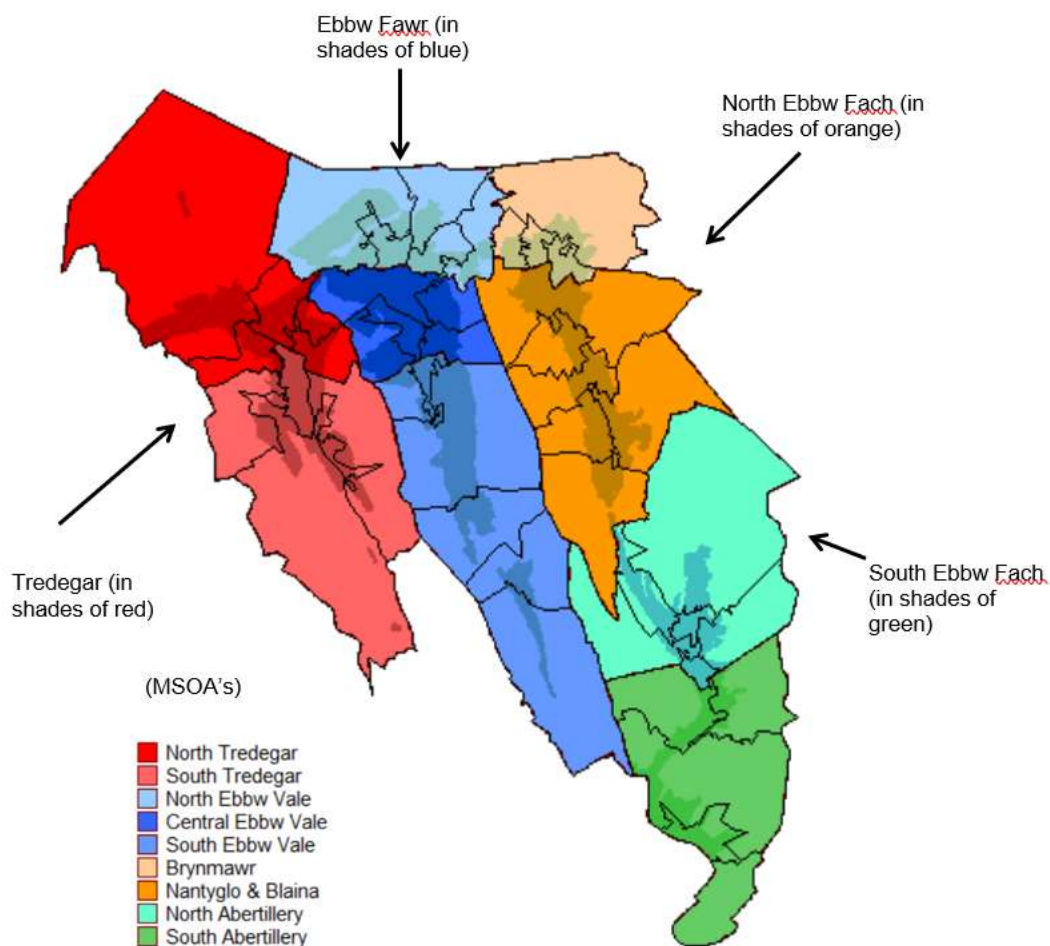 Ebbw Fawr (in
shades of blue)
North Ebbw Fach (in
shades of orange)
South Ebbw Fach
(in shades of
green)
Tredegar (in
shades of red)
(MSOA's)
North Tredegar
South Tredegar
North Ebbw Vale
Central Ebbw Vale
South Ebbw Vale
Brynmawr
Nantyglo & Blaina
North Abertillery
South Abertillery